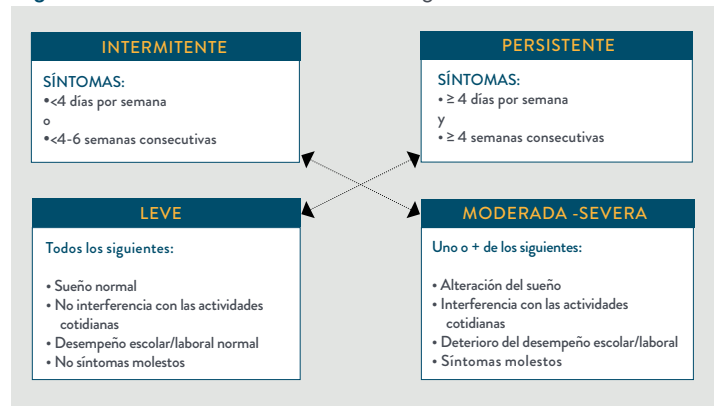 INTERMITENTE
SÍNTOMAS:
•<4 días por semana
o
•<4-6 semanas consecutivas
PERSISTENTE
SÍNTOMAS:
• ≥ 4 días por semana
y
• ≥ 4 semanas consecutivas
LEVE
Todos los siguientes:
• Sueño normal
• No interferencia con las actividades
cotidianas
• Desempeño escolar/laboral normal
• No síntomas molestos
MODERADA -SEVERA
Uno o + de los siguientes:
• Alteración del sueño
• Interferencia con las actividades
cotidianas
• Deterioro del desempeño escolar/laboral
• Síntomas molestos